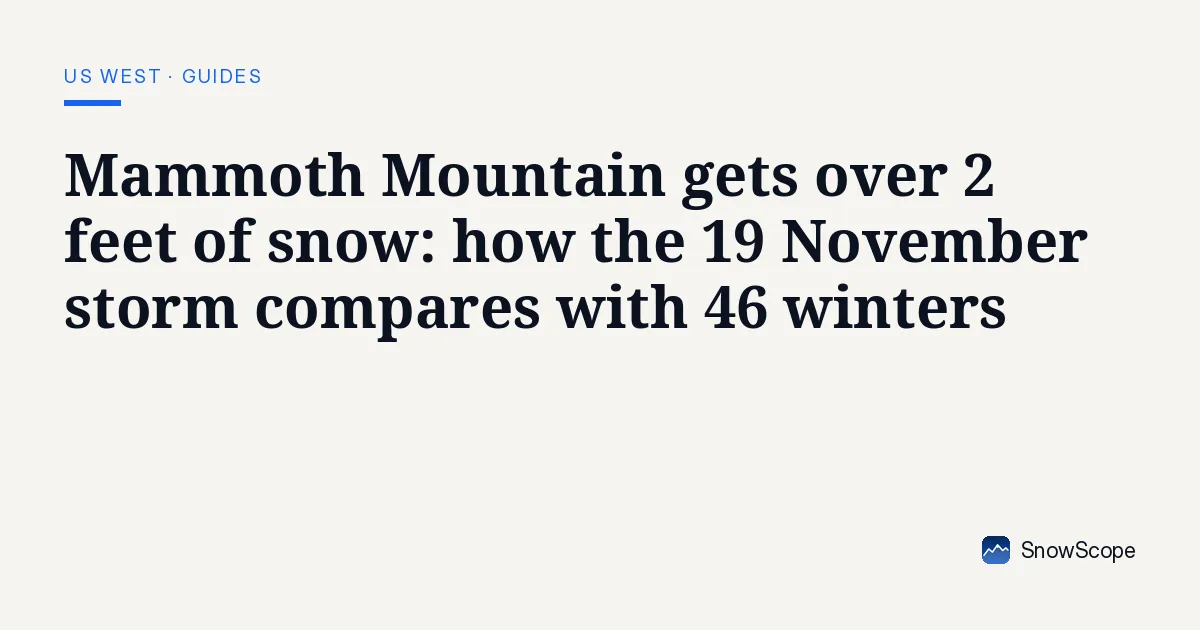 US WEST · GUIDES
Mammoth Mountain gets over 2
feet of snow: how the 19 November
storm compares with 46 winters
SnowScope